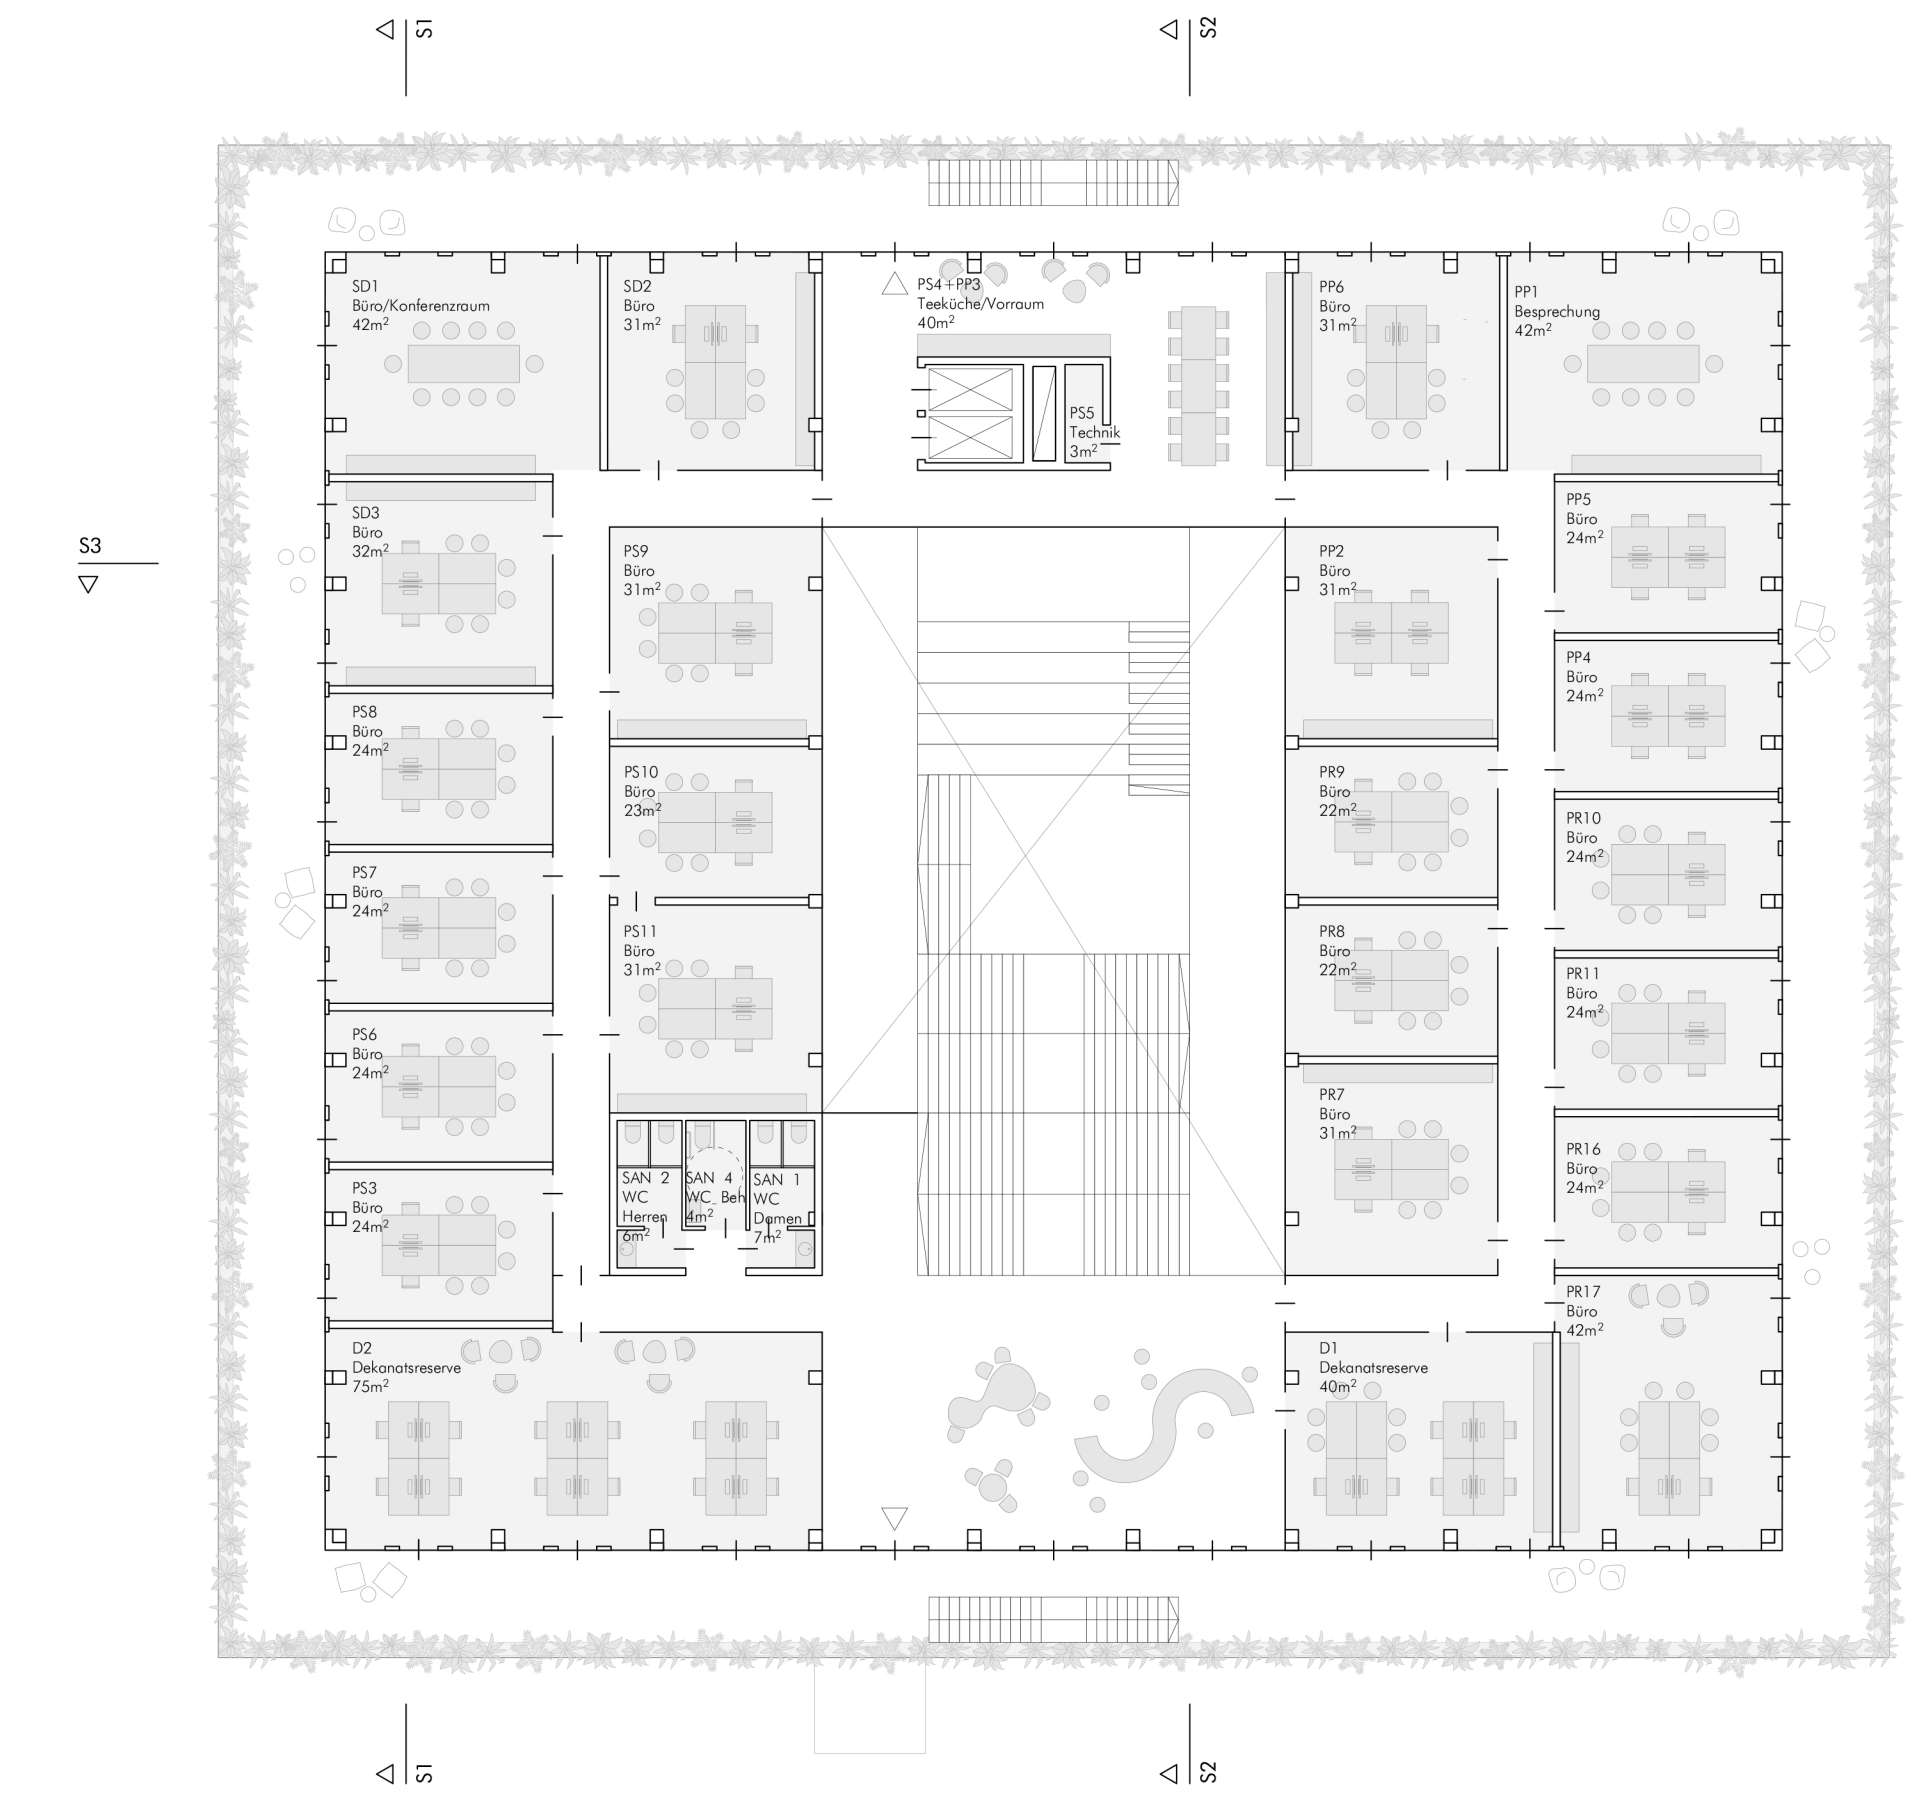 S1
S2
SD1
Büro/Konferenzraum
42m²
SD2
Büro
31m²
PS4+PP3
Teeküche/Vorraum
40m²
PP6
Büro
31m²
PP1
Besprechung
42m²
PS5
Technik
3m²
S3
SD3
Büro
32m²
PS9
Büro
31m²
PP2
Büro
31m²
PP5
Büro
24m²
PP4
Büro
24m²
PS8
Büro
24m²
PS10
Büro
23m²
PR9
Büro
22m²
PR10
Büro
24m²
PS7
Büro
24m²
PS11
Büro
31m²
PR8
Büro
22m²
PR11
Büro
24m²
PS6
Büro
24m²
PR7
Büro
31m²
PR16
Büro
24m²
PS3
Büro
24m²
SAN 2
WC
Herren
6m²
SAN 4
WC_Beh
4m²
SAN 1
WC
Damen
7m²
PR17
Büro
42m²
D2
Dekanatsreserve
75m²
D1
Dekanatsreserve
40m²
S1
S2